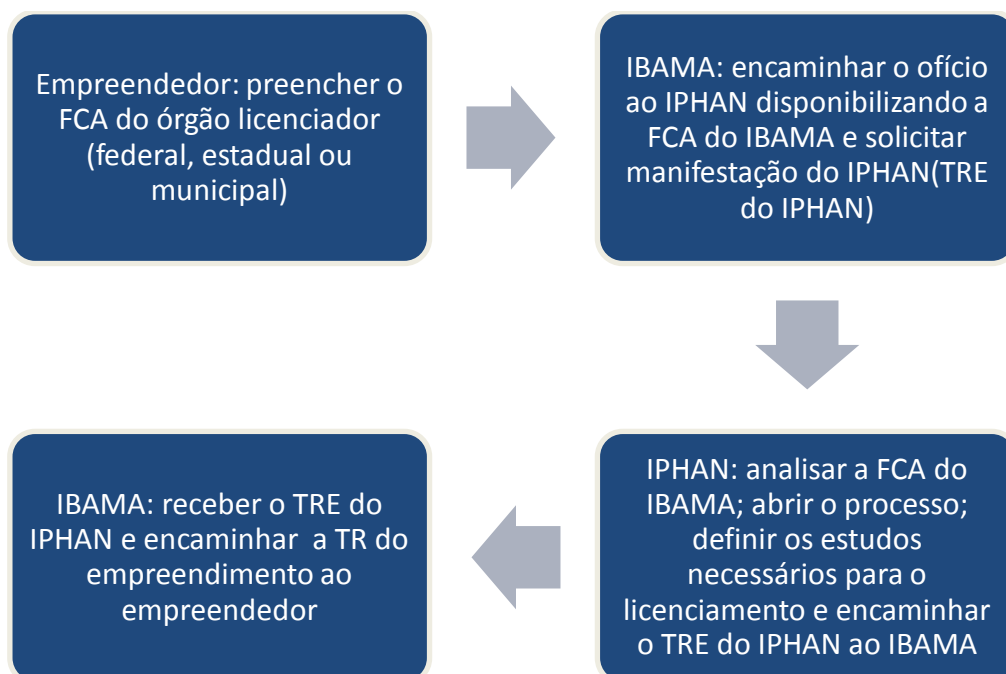 Empreendedor: preencher o
FCA do órgão licenciador
(federal, estadual ou
municipal)
IBAMA: encaminhar o ofício
ao IPHAN disponibilizando a
FCA do IBAMA e solicitar
manifestação do IPHAN(TRE
do IPHAN)
IPHAN: analisar a FCA do
IBAMA; abrir o processo;
definir os estudos
necessários para o
licenciamento e encaminhar
o TRE do IPHAN ao IBAMA
IBAMA: receber o TRE do
IPHAN e encaminhar a TR do
empreendimento ao
empreendedor